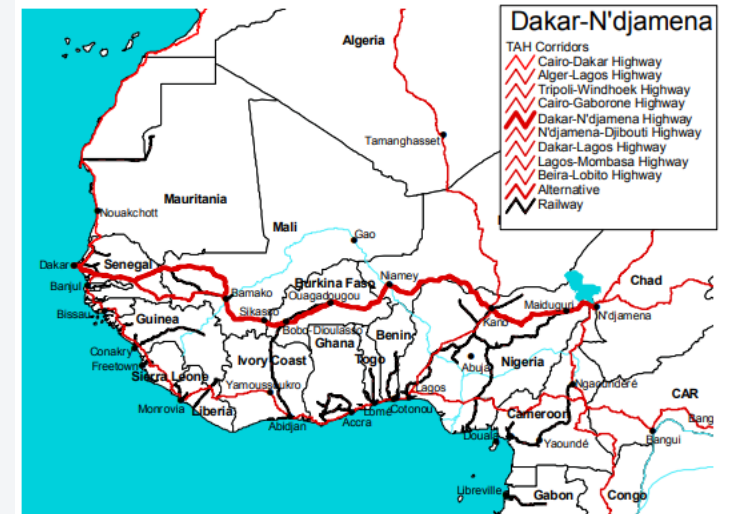 Dakar-N'djamena
TAH Corridors
Cairo-Dakar Highway
Alger-Lagos Highway
Tripoli-Windhoek Highway
Cairo-Gaborone Highway
Dakar-N'djamena Highway
N'djamena-Djibouti Highway
Dakar-Lagos Highway
Lagos-Mombasa Highway
Beira-Lobito Highway
Alternative
Railway
Algeria
Tamanghasset
Mauritania
Nouakchott
Mali
Gao
Dakar
Senegal
Banjul
Bissau
Bamako
Burkina Faso
Niamey
Ouagadougou
Chad
Maiduguri
N'djamena
Guinea
Sikasso
Bobo-Dioulasso
Kano
Conakry
Freetown
Sierra Leone
Ivory Coast
Ghana
Togo
Benin
Nigeria
Abuja
Yamoussoukro
Lagos
Ngaoundéré
CAR
Monrovia
Liberia
Abidjan
Accra
Lome
Cotonou
Cameroon
Douala
Yaoundé
Bangui
Bang
Libreville
Gabon
Congo